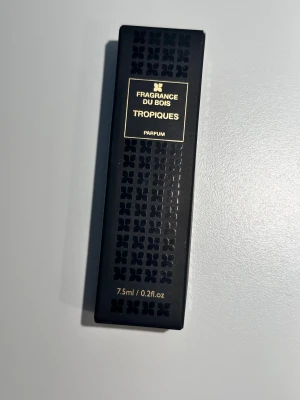 FRAGRANCE
DU BOIS
TROPIQUES
PARFUM
7.5ml / 0.2fl.oz